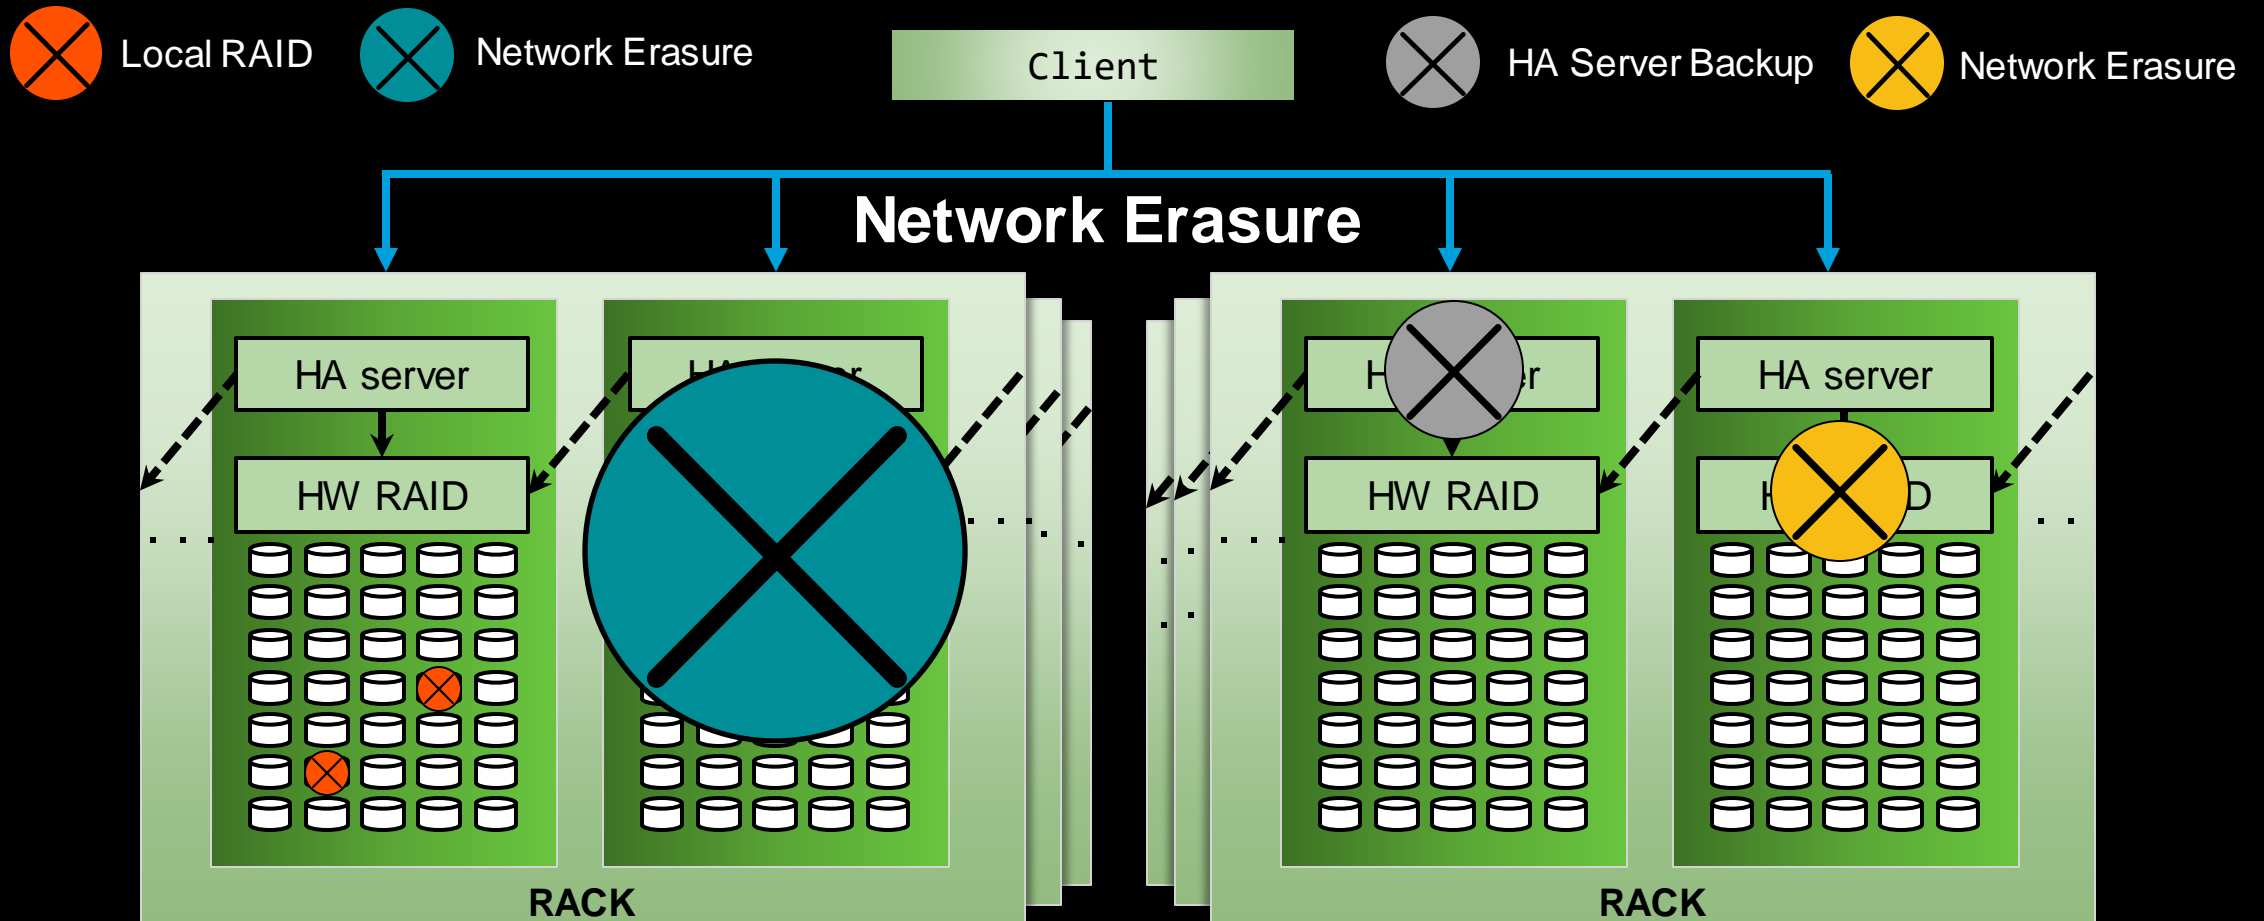 Local RAID
Network Erasure
Client
HA Server Backup
Network Erasure
Network Erasure
HA server
HA server
HW RAID
HW RAID
RACK
RACK